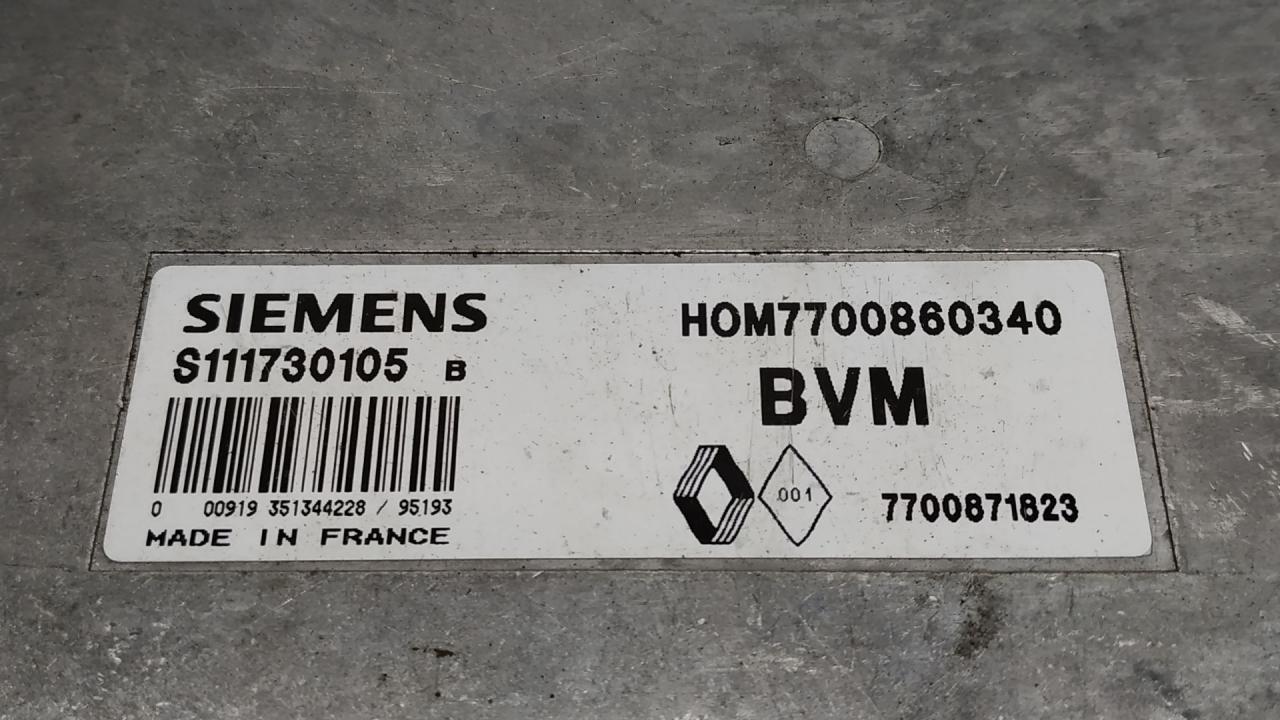 SIEMENS
S111730105 B
0 00919 351344228 / 95193
MADE IN FRANCE
HOM7700860340
BVM
001
7700871823